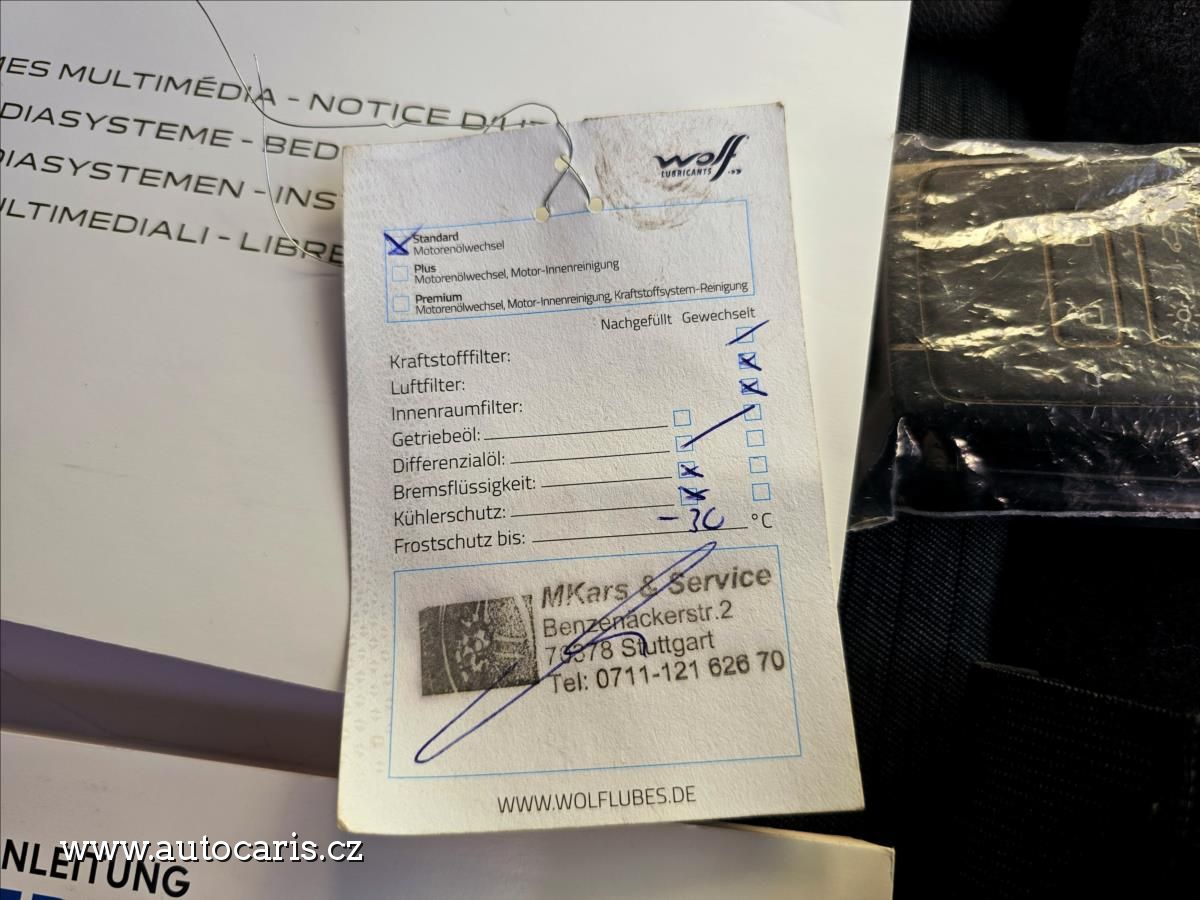 MES MULTIMÉDIA - NOTICE
DIASYSTEME - BED
DIASYSTEMEN - INS
ULTIMEDIALI - LIBRE
wolf
LUBRICANTS
Standard
Motorenölwechsel
Plus
Motorenölwechsel, Motor-Innenreinigung
Premium
Motorenölwechsel, Motor-Innenreinigung, Kraftstoffsystem-Reinigung
Nachgefüllt Gewechselt
Kraftstofffilter:
Luftfilter:
Innenraumfilter:
Getriebeöl:
Differenzialöl:
Bremsflüssigkeit:
Kühlerschutz:
Frostschutz bis: -30 °C
MKars & Service
Benzenäckerstr.2
70378 Stuttgart
Tel: 0711-121 626 70
WWW.WOLFLUBES.DE
NLEITUNG
www.autocaris.cz